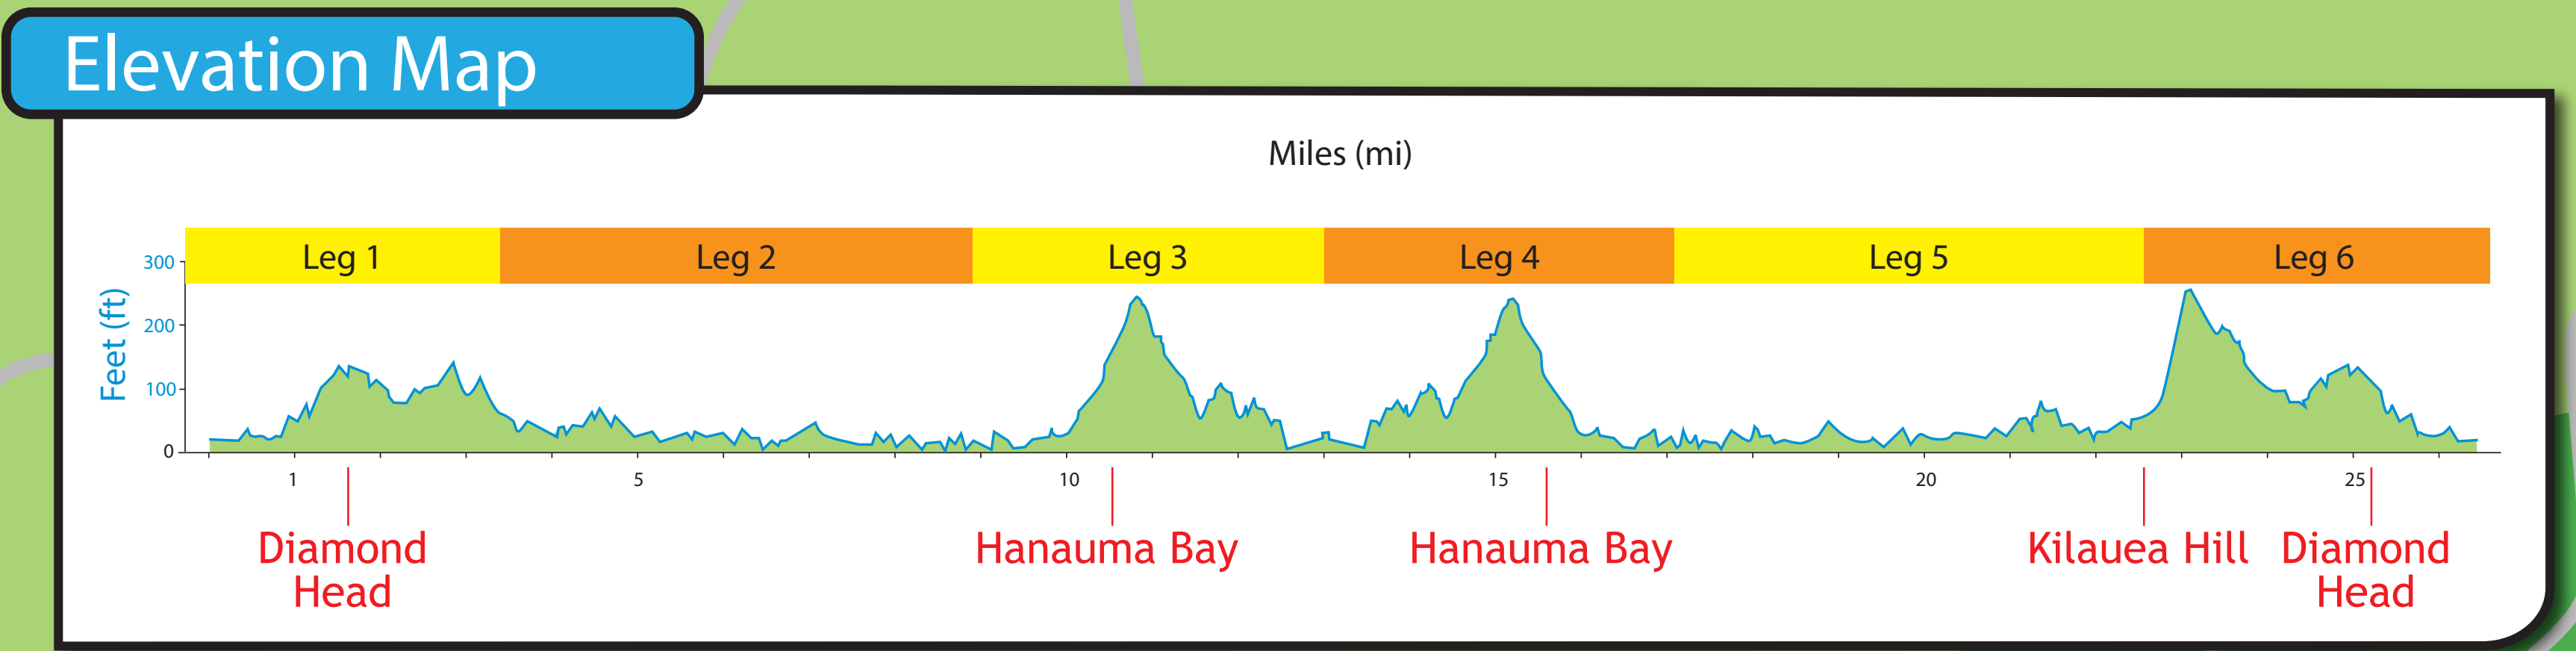 Elevation Map
Miles (mi)
Leg 1
Leg 2
Leg 3
Leg 4
Leg 5
Leg 6
Feet (ft)
300
200
100
0
1
5
10
15
20
25
Diamond
Head
Hanauma Bay
Hanauma Bay
Kilauea Hill
Diamond
Head